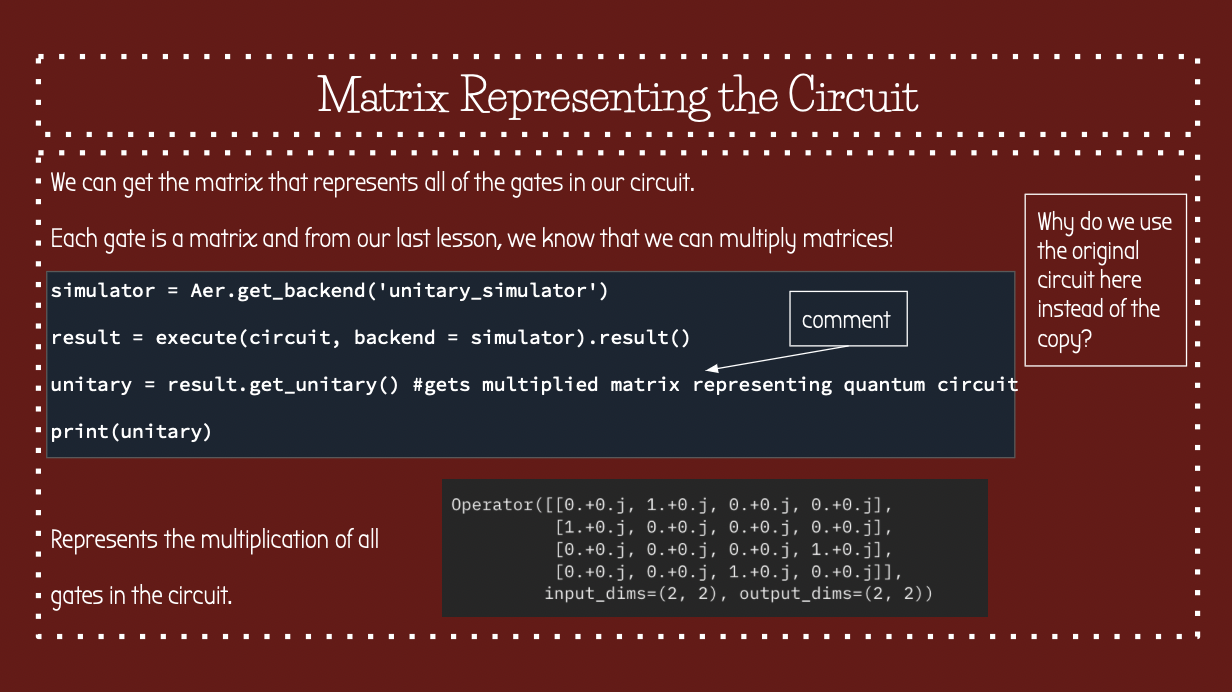 Matrix Representing the Circuit
We can get the matrix that represents all of the gates in our circuit.
Each gate is a matrix and from our last lesson, we know that we can multiply matrices!
Why do we use
the original
circuit here
instead of the
copy?
simulator = Aer.get_backend('unitary_simulator')
comment
result = execute(circuit, backend = simulator).result()
unitary = result.get_unitary() #gets multiplied matrix representing quantum circuit
print(unitary)
Represents the multiplication of all
gates in the circuit.
Operator([[0.+0.j, 1.+0.j, 0.+0.j, 0.+0.j],
[1.+0.j, 0.+0.j, 0.+0.j, 0.+0.j],
[0.+0.j, 0.+0.j, 0.+0.j, 1.+0.j],
[0.+0.j, 0.+0.j, 1.+0.j, 0.+0.j]],
input_dims=(2, 2), output_dims=(2, 2))